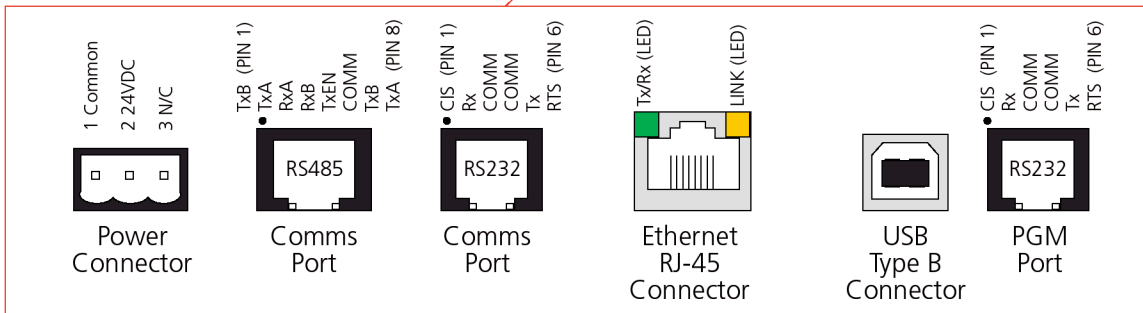 1 Common
2 24VDC
3 N/C
TxB (PIN 1)
TxA
RxA
RxB
TxEN
COMM
TxB
TxA (PIN 8)
CIS (PIN 1)
Rx
COMM
COMM
Tx
RTS (PIN 6)
Tx/Rx (LED)
LINK (LED)
CIS (PIN 1)
Rx
COMM
COMM
Tx
RTS (PIN 6)
RS485
RS232
RS232
Power
Connector
Comms
Port
Comms
Port
Ethernet
RJ-45
Connector
USB
Type B
Connector
PGM
Port